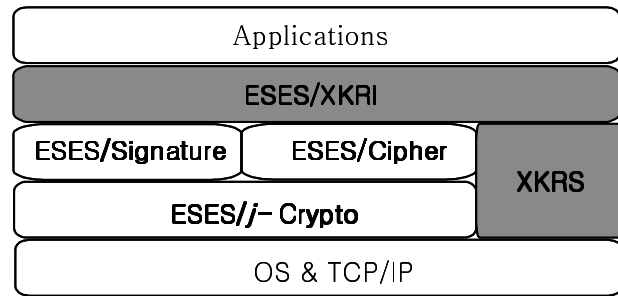 Applications
ESES/XKRI
ESES/Signature
ESES/Cipher
XKRS
ESES/j- Crypto
OS & TCP/IP